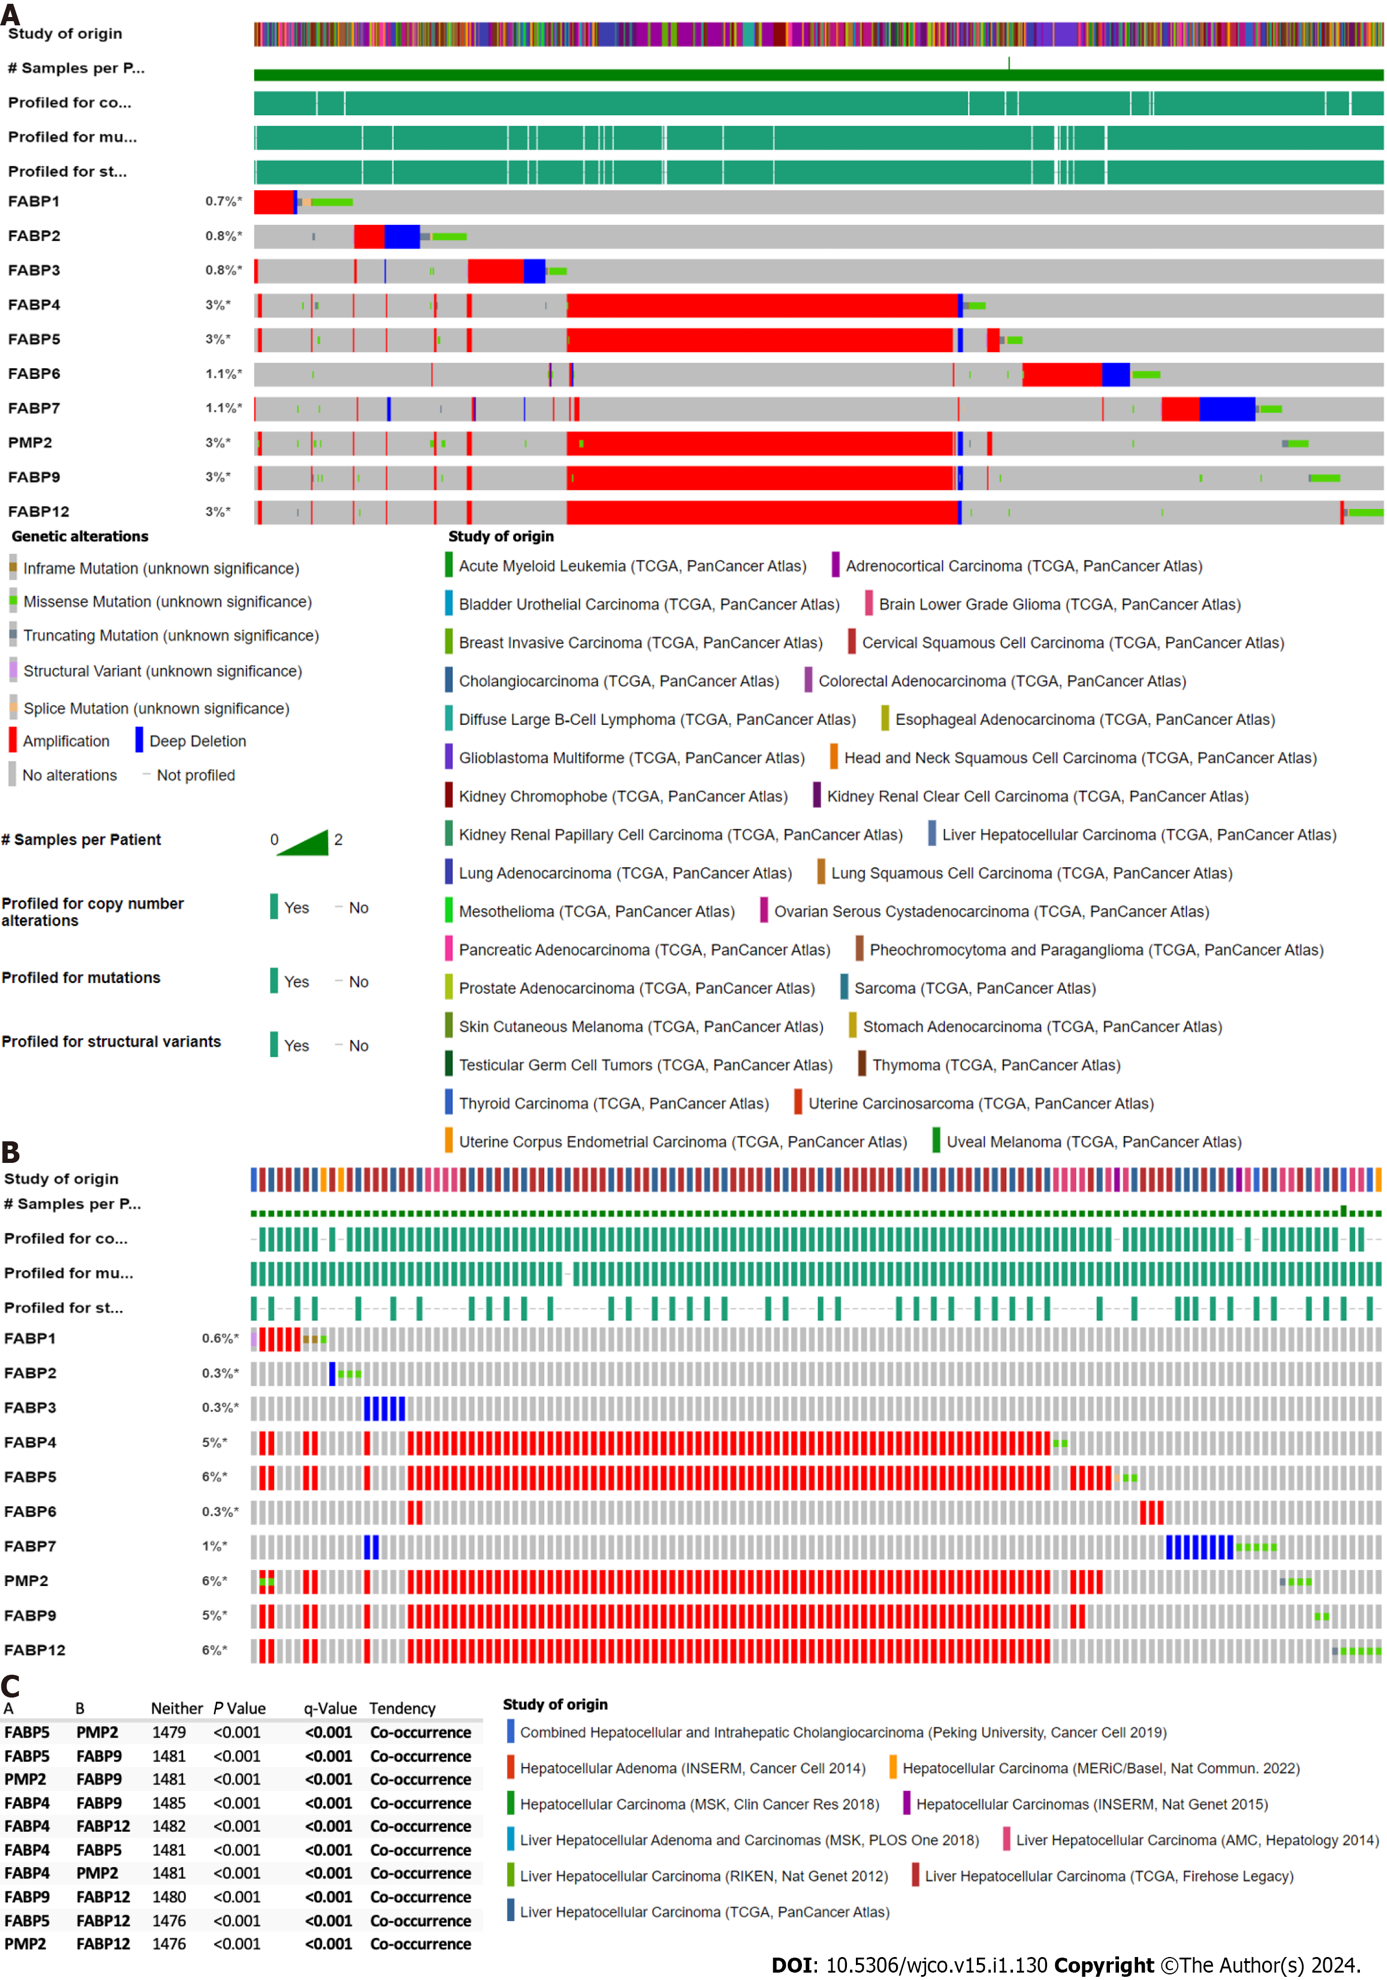 A
Study of origin
# Samples per P...
Profiled for co...
Profiled for mu...
Profiled for st...
FABP1 0.7%*
FABP2 0.8%*
FABP3 0.8%*
FABP4 3%*
FABP5 3%*
FABP6 1.1%*
FABP7 1.1%*
PMP2 3%*
FABP9 3%*
FABP12 3%*
Genetic alterations
Inframe Mutation (unknown significance)
Missense Mutation (unknown significance)
Truncating Mutation (unknown significance)
Structural Variant (unknown significance)
Splice Mutation (unknown significance)
Amplification Deep Deletion
No alterations Not profiled
# Samples per Patient 0 2
Profiled for copy number
alterations Yes No
Profiled for mutations Yes No
Profiled for structural variants Yes No
Study of origin
Acute Myeloid Leukemia (TCGA, PanCancer Atlas) Adrenocortical Carcinoma (TCGA, PanCancer Atlas)
Bladder Urothelial Carcinoma (TCGA, PanCancer Atlas) Brain Lower Grade Glioma (TCGA, PanCancer Atlas)
Breast Invasive Carcinoma (TCGA, PanCancer Atlas) Cervical Squamous Cell Carcinoma (TCGA, PanCancer Atlas)
Cholangiocarcinoma (TCGA, PanCancer Atlas) Colorectal Adenocarcinoma (TCGA, PanCancer Atlas)
Diffuse Large B-Cell Lymphoma (TCGA, PanCancer Atlas) Esophageal Adenocarcinoma (TCGA, PanCancer Atlas)
Glioblastoma Multiforme (TCGA, PanCancer Atlas) Head and Neck Squamous Cell Carcinoma (TCGA, PanCancer Atlas)
Kidney Chromophobe (TCGA, PanCancer Atlas) Kidney Renal Clear Cell Carcinoma (TCGA, PanCancer Atlas)
Kidney Renal Papillary Cell Carcinoma (TCGA, PanCancer Atlas) Liver Hepatocellular Carcinoma (TCGA, PanCancer Atlas)
Lung Adenocarcinoma (TCGA, PanCancer Atlas) Lung Squamous Cell Carcinoma (TCGA, PanCancer Atlas)
Mesothelioma (TCGA, PanCancer Atlas) Ovarian Serous Cystadenocarcinoma (TCGA, PanCancer Atlas)
Pancreatic Adenocarcinoma (TCGA, PanCancer Atlas) Pheochromocytoma and Paraganglioma (TCGA, PanCancer Atlas)
Prostate Adenocarcinoma (TCGA, PanCancer Atlas) Sarcoma (TCGA, PanCancer Atlas)
Skin Cutaneous Melanoma (TCGA, PanCancer Atlas) Stomach Adenocarcinoma (TCGA, PanCancer Atlas)
Testicular Germ Cell Tumors (TCGA, PanCancer Atlas) Thymoma (TCGA, PanCancer Atlas)
Thyroid Carcinoma (TCGA, PanCancer Atlas) Uterine Carcinosarcoma (TCGA, PanCancer Atlas)
Uterine Corpus Endometrial Carcinoma (TCGA, PanCancer Atlas) Uveal Melanoma (TCGA, PanCancer Atlas)
B
Study of origin
# Samples per P...
Profiled for co...
Profiled for mu...
Profiled for st...
FABP1 0.6%*
FABP2 0.3%*
FABP3 0.3%*
FABP4 5%*
FABP5 6%*
FABP6 0.3%*
FABP7 1%*
PMP2 6%*
FABP9 5%*
FABP12 6%*
C
A B Neither P Value q-Value Tendency
FABP5 PMP2 1479 <0.001 <0.001 Co-occurrence
FABP5 FABP9 1481 <0.001 <0.001 Co-occurrence
PMP2 FABP9 1481 <0.001 <0.001 Co-occurrence
FABP4 FABP9 1485 <0.001 <0.001 Co-occurrence
FABP4 FABP12 1482 <0.001 <0.001 Co-occurrence
FABP4 FABP5 1481 <0.001 <0.001 Co-occurrence
FABP4 PMP2 1481 <0.001 <0.001 Co-occurrence
FABP9 FABP12 1480 <0.001 <0.001 Co-occurrence
FABP5 FABP12 1476 <0.001 <0.001 Co-occurrence
PMP2 FABP12 1476 <0.001 <0.001 Co-occurrence
Study of origin
Combined Hepatocellular and Intrahepatic Cholangiocarcinoma (Peking University, Cancer Cell 2019)
Hepatocellular Adenoma (INSERM, Cancer Cell 2014) Hepatocellular Carcinoma (MERiC/Basel, Nat Commun. 2022)
Hepatocellular Carcinoma (MSK, Clin Cancer Res 2018) Hepatocellular Carcinomas (INSERM, Nat Genet 2015)
Liver Hepatocellular Adenoma and Carcinomas (MSK, PLOS One 2018) Liver Hepatocellular Carcinoma (AMC, Hepatology 2014)
Liver Hepatocellular Carcinoma (RIKEN, Nat Genet 2012) Liver Hepatocellular Carcinoma (TCGA, Firehose Legacy)
Liver Hepatocellular Carcinoma (TCGA, PanCancer Atlas)
DOI: 10.5306/wjco.v15.i1.130 Copyright ©The Author(s) 2024.